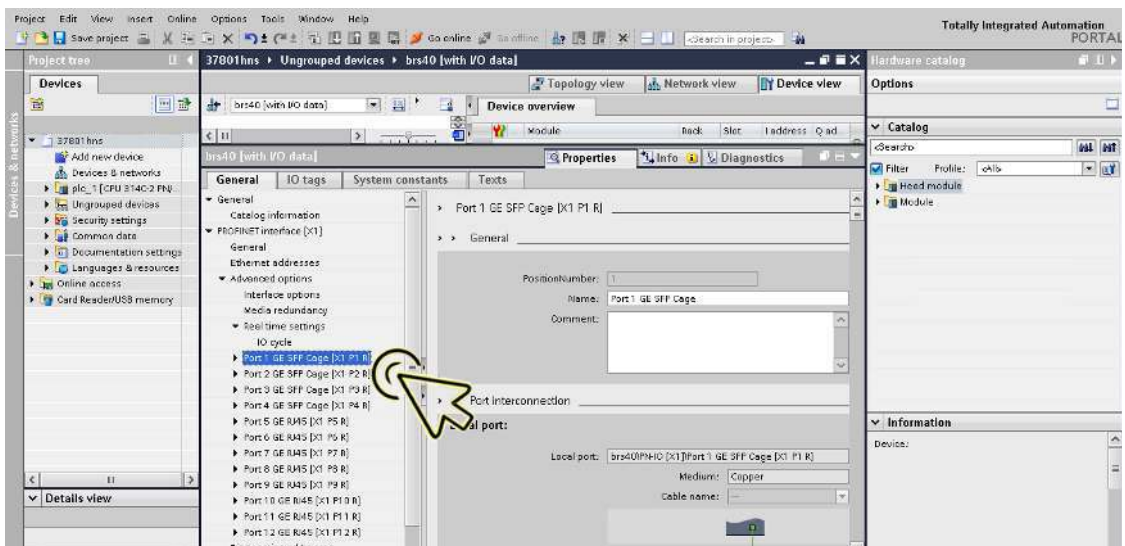 Project Edit View Insert Online Options Tools Window Help
Totally Integrated Automation
PORTAL
Save project
Go online
Go offline
<Search in project>
Project tree
37801hns ▸ Ungrouped devices ▸ brs40 [with I/O data]
Hardware catalog
Devices
Topology view
Network view
Device view
Options
brs40 [with I/O data]
Device overview
Module
Rack
Slot
I address
Q ad
Catalog
<Search>
Filter
Profile:
<All>
Head module
Module
Devices & networks
37801hns
Add new device
Devices & networks
plc_1 [CPU 314C-2 PN/
Ungrouped devices
Security settings
Common data
Documentation settings
Languages & resources
Online access
Card Reader/USB memory
Details view
brs40 [with I/O data]
Properties
Info
Diagnostics
General
IO tags
System constants
Texts
General
Catalog information
PROFINET interface [X1]
General
Ethernet addresses
Advanced options
Interface options
Media redundancy
Real time settings
IO cycle
Port 1 GE SFP Cage [X1 P1 R]
Port 2 GE SFP Cage [X1 P2 R]
Port 3 GE SFP Cage [X1 P3 R]
Port 4 GE SFP Cage [X1 P4 R]
Port 5 GE RJ45 [X1 P5 R]
Port 6 GE RJ45 [X1 P6 R]
Port 7 GE RJ45 [X1 P7 R]
Port 8 GE RJ45 [X1 P8 R]
Port 9 GE RJ45 [X1 P9 R]
Port 10 GE RJ45 [X1 P10 R]
Port 11 GE RJ45 [X1 P11 R]
Port 12 GE RJ45 [X1 P12 R]
Port 1 GE SFP Cage [X1 P1 R]
General
PositionNumber: 1
Name: Port 1 GE SFP Cage
Comment:
Port interconnection
port:
Local port: brs40\PN-IO [X1]\Port 1 GE SFP Cage [X1 P1 R]
Medium: Copper
Cable name: ---
Information
Device: